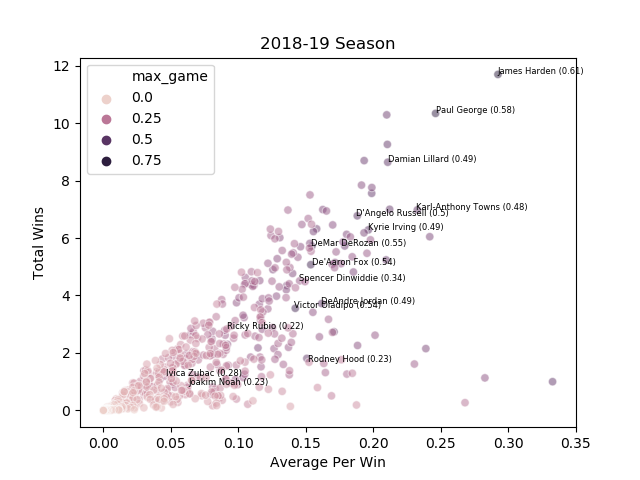 2018-19 Season
max_game
0.0
0.25
0.5
0.75
James Harden (0.61)
Paul George (0.58)
Damian Lillard (0.49)
Karl-Anthony Towns (0.48)
D'Angelo Russell (0.5)
Kyrie Irving (0.49)
DeMar DeRozan (0.55)
De'Aaron Fox (0.54)
Spencer Dinwiddie (0.34)
DeAndre Jordan (0.49)
Victor Oladipo (0.54)
Ricky Rubio (0.22)
Rodney Hood (0.23)
Ivica Zubac (0.28)
Joakim Noah (0.23)
Total Wins
12
10
8
6
4
2
0
0.00 0.05 0.10 0.15 0.20 0.25 0.30 0.35
Average Per Win